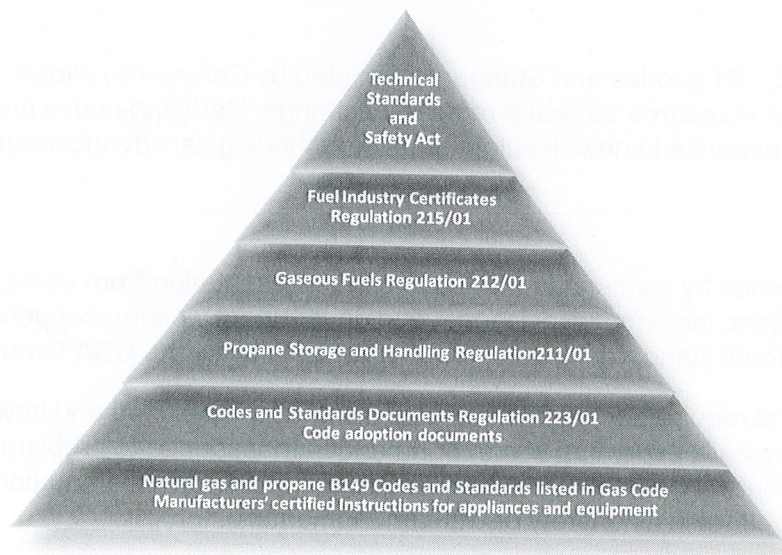 Technical
Standards
and
Safety Act
Fuel Industry Certificates
Regulation 215/01
Gaseous Fuels Regulation 212/01
Propane Storage and Handling Regulation211/01
Codes and Standards Documents Regulation 223/01
Code adoption documents
Natural gas and propane B149 Codes and Standards listed in Gas Code
Manufacturers' certified Instructions for appliances and equipment